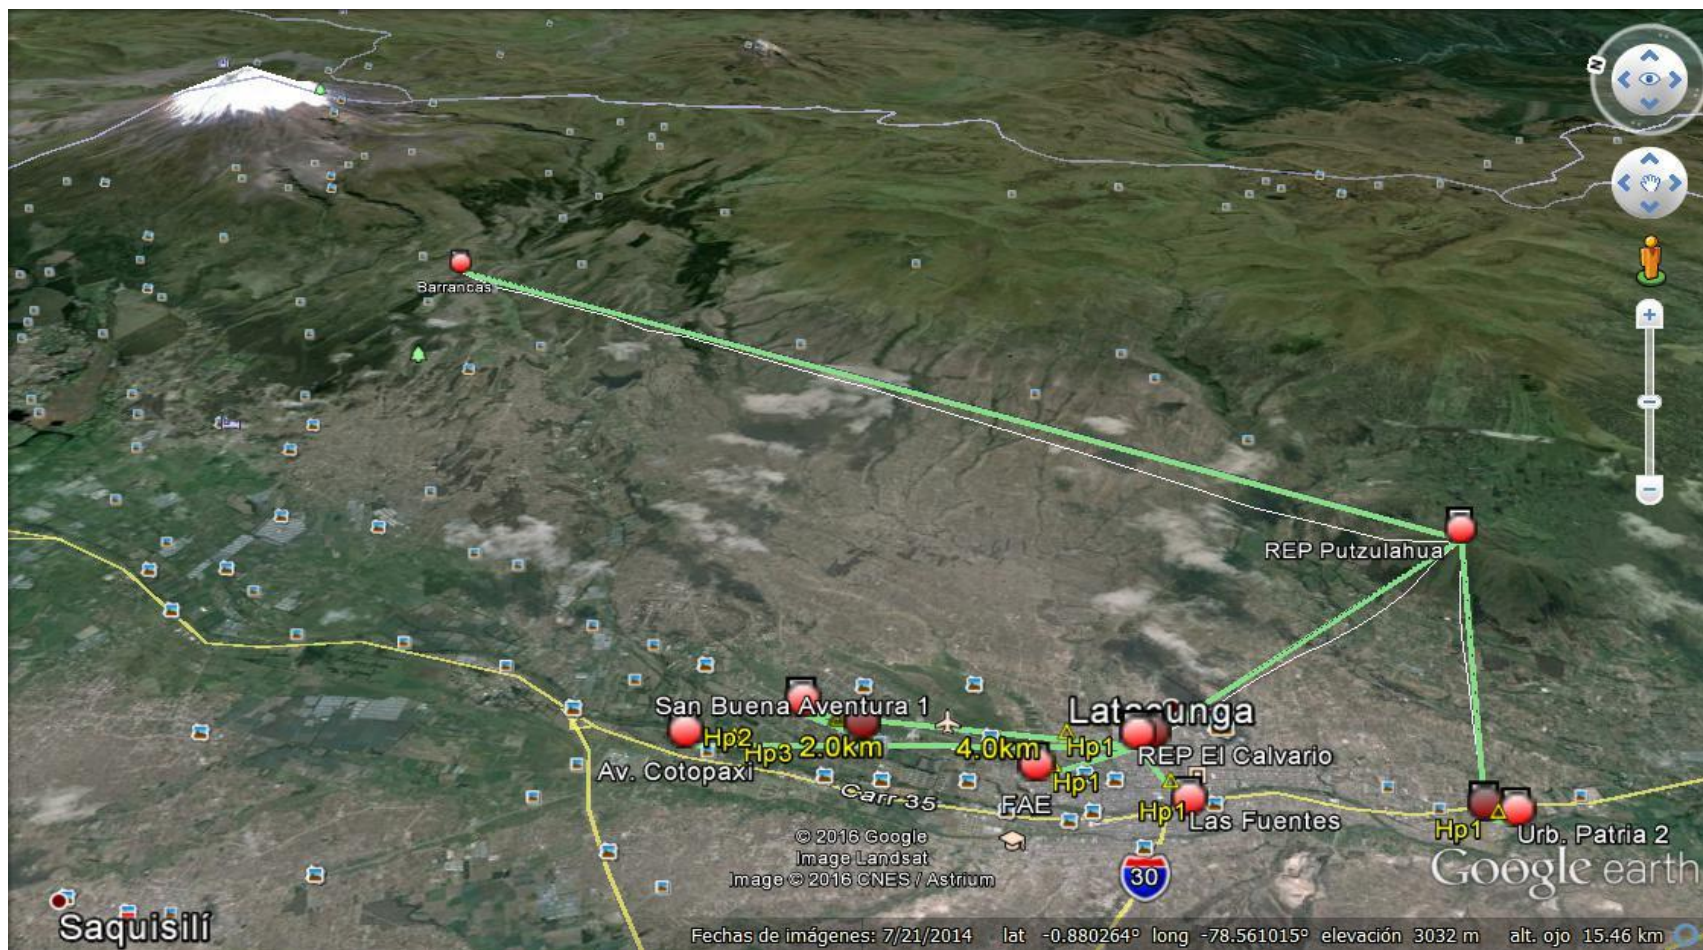 N
Barrancas
REP Putzulahua
San Buena Aventura 1
Latacunga
Hp2
Hp3
2.0km
4.0km
Hp1
REP El Calvario
Av. Cotopaxi
Hp1
Carr 35
FAE
Hp1
Las Fuentes
Hp1
Urb. Patria 2
© 2016 Google
Image Landsat
Image © 2016 CNES / Astrium
30
Google earth
Saquisilí
Fechas de imágenes: 7/21/2014 lat -0.880264° long -78.561015° elevación 3032 m alt. ojo 15.46 km